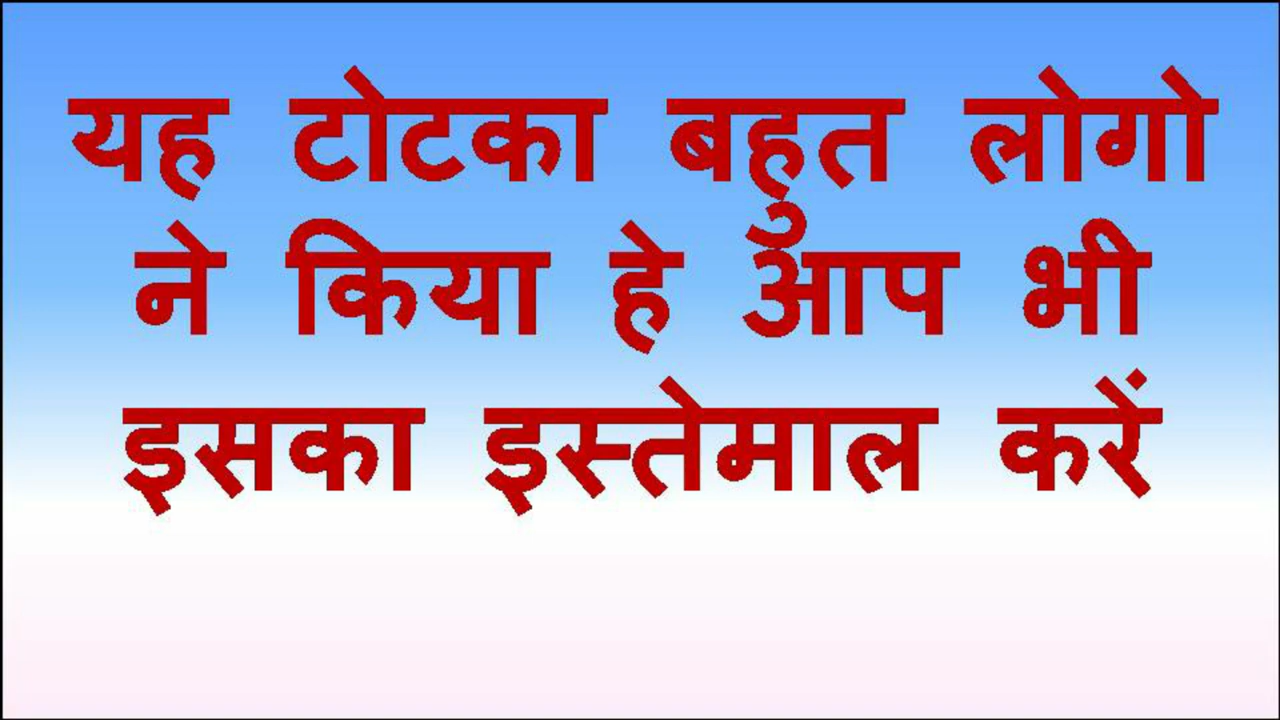 यह टोटका बहुत लोगो
ने किया हे आप भी
इसका इस्तेमाल करें